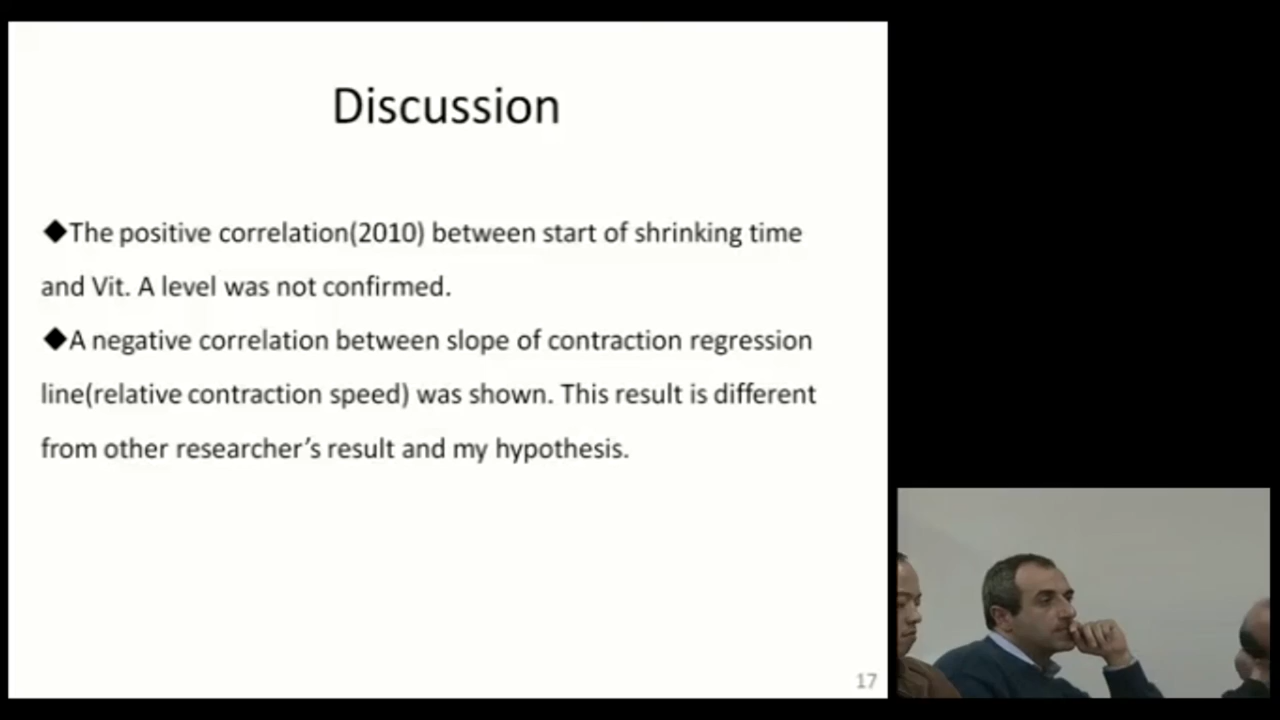 Discussion
◆The positive correlation(2010) between start of shrinking time
and Vit. A level was not confirmed.
◆A negative correlation between slope of contraction regression
line(relative contraction speed) was shown. This result is different
from other researcher’s result and my hypothesis.
17